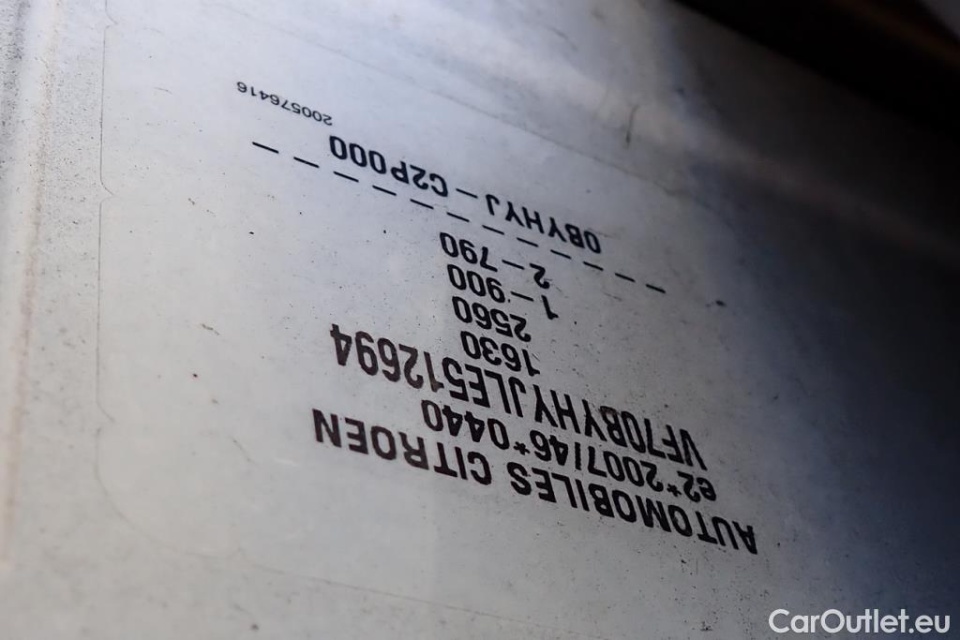 AUTOMOBILES CITROEN
e2*2007/46*0440
VF70BYHYJLE512694
1630
2560
1–900
2–790
– – – – – – – – – – –
0BYHYJ – C2P000
200576416
CarOutlet.eu